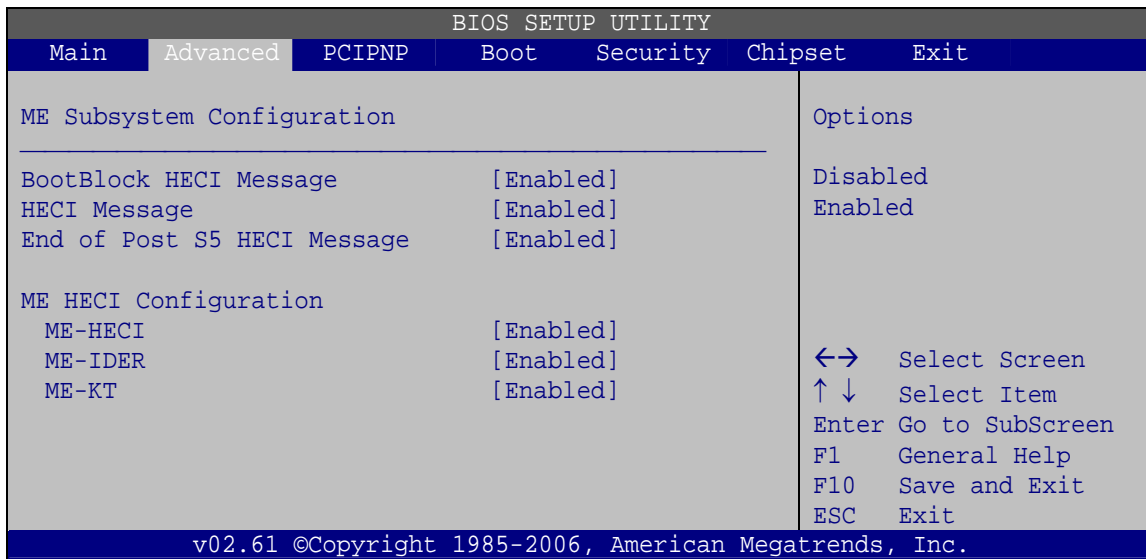 BIOS SETUP UTILITY
Main Advanced PCIPNP Boot Security Chipset Exit
ME Subsystem Configuration
BootBlock HECI Message [Enabled]
HECI Message [Enabled]
End of Post S5 HECI Message [Enabled]
ME HECI Configuration
ME-HECI [Enabled]
ME-IDER [Enabled]
ME-KT [Enabled]
Options
Disabled
Enabled
←→ Select Screen
↑ ↓ Select Item
Enter Go to SubScreen
F1 General Help
F10 Save and Exit
ESC Exit
v02.61 ©Copyright 1985-2006, American Megatrends, Inc.